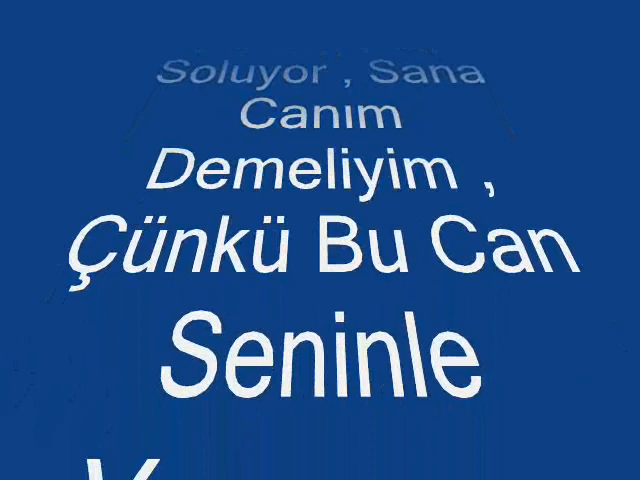 Soluyor , Sana
Canım
Demeliyim ,
Çünkü Bu Can
Seninle